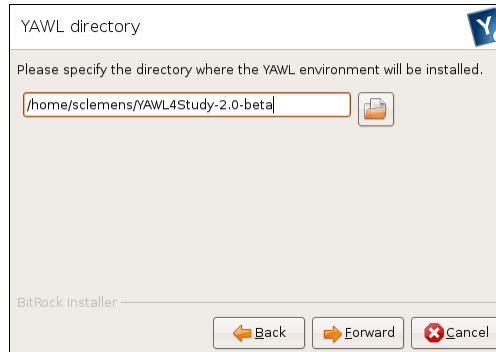 YAWL directory
Y
Please specify the directory where the YAWL environment will be installed.
/home/sclemens/YAWL4Study-2.0-beta
BitRock Installer
Back
Forward
Cancel